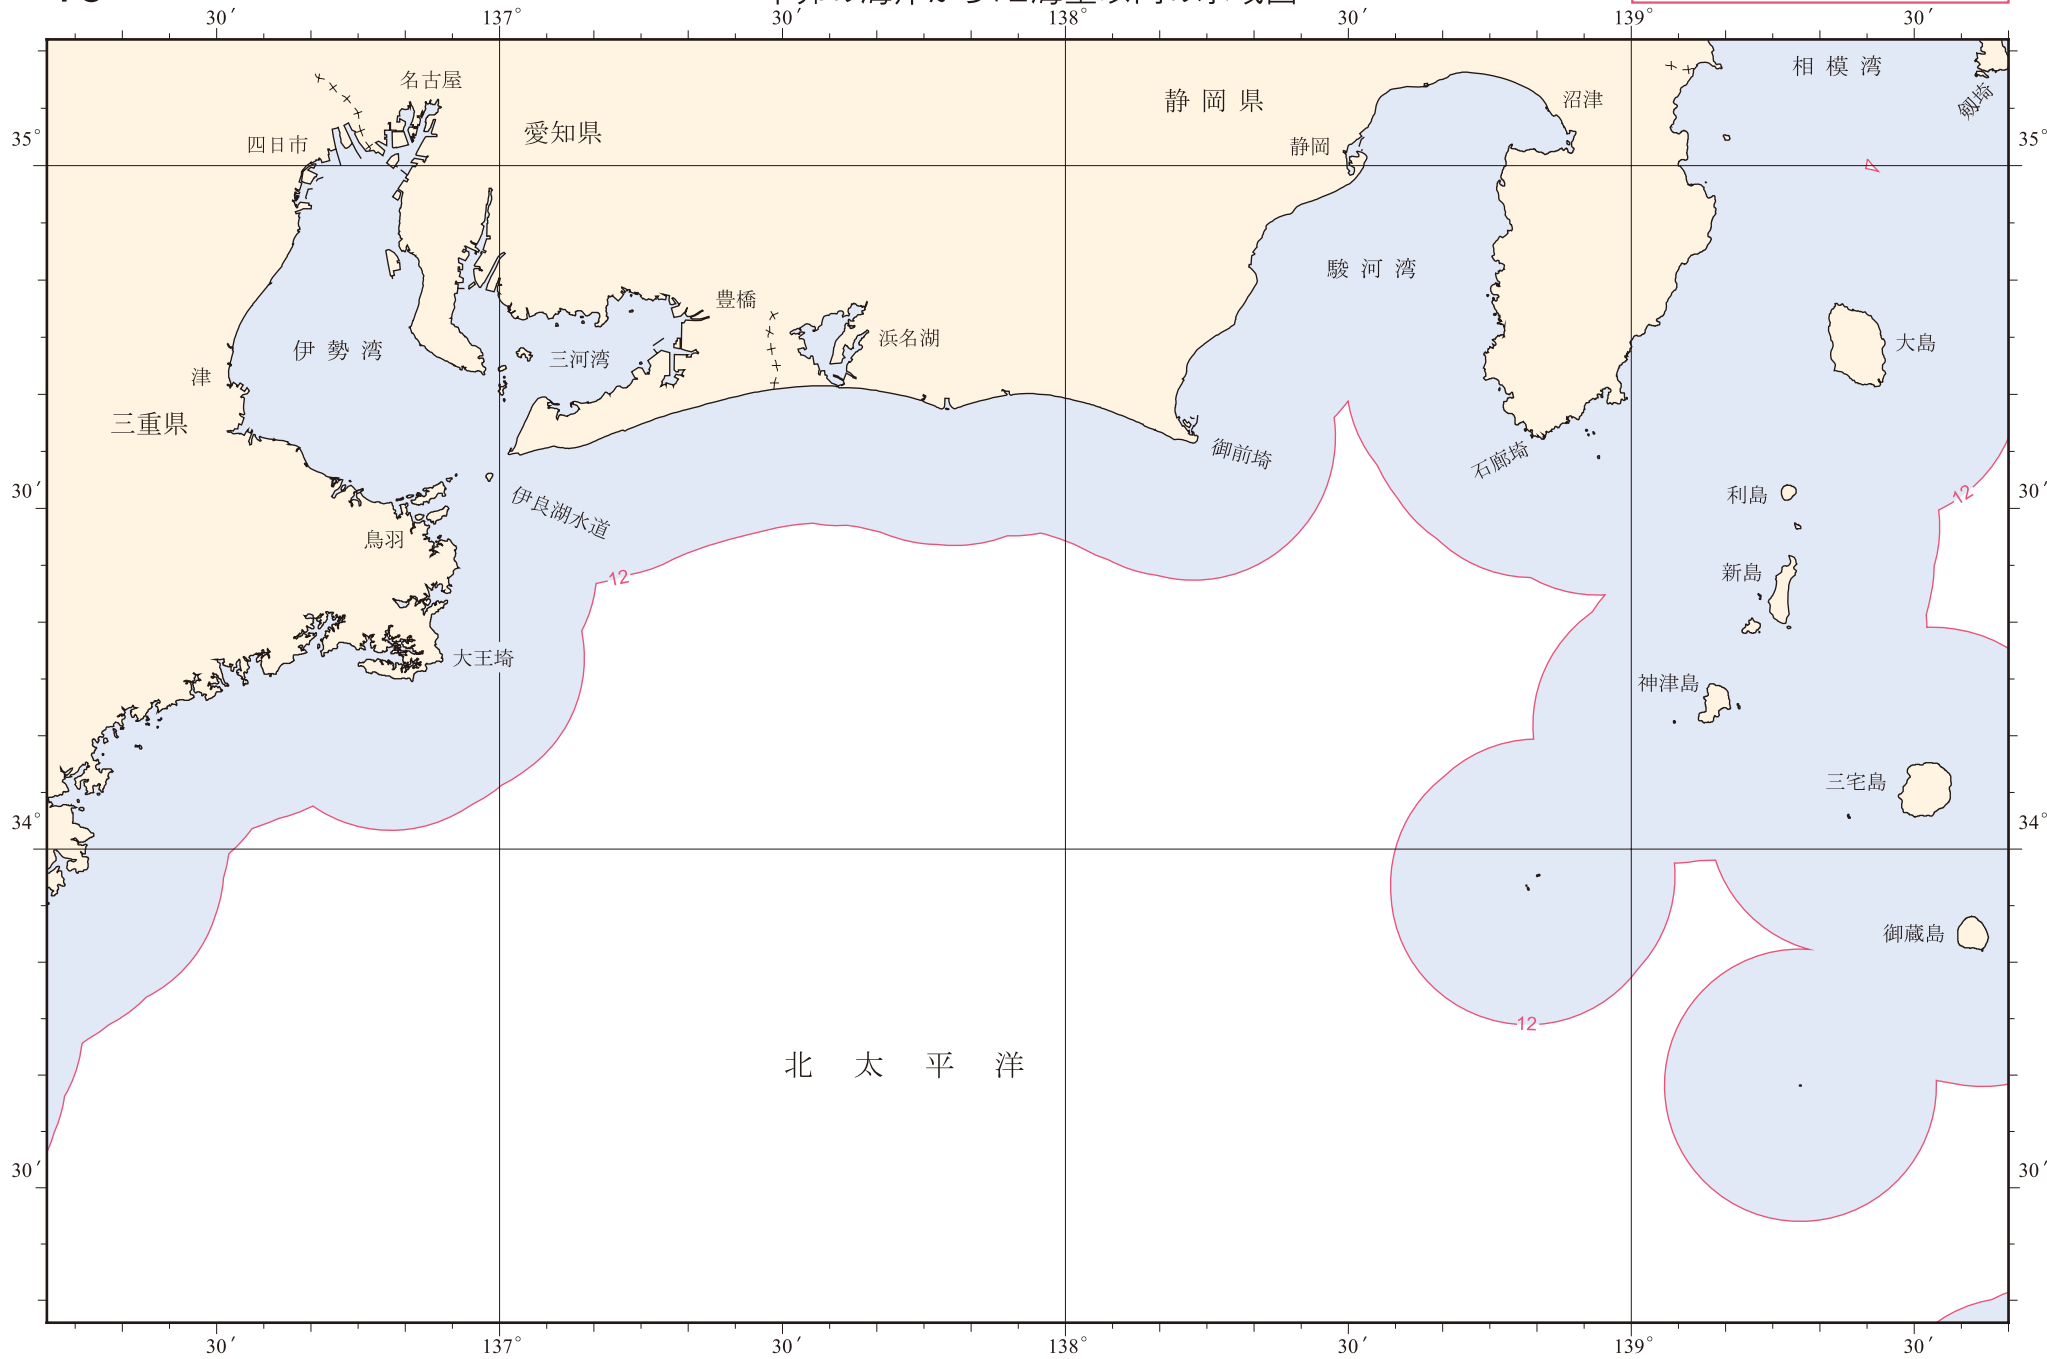 30′ 137° 30′ 138° 30′ 139° 30′
名古屋
四日市
愛知県
静岡県
静岡
沼津
相模湾
剱埼
35° 35°
豊橋
浜名湖
三河湾
伊勢湾
津
三重県
駿河湾
大島
御前埼
石廊埼
30′ 30′
伊良湖水道
鳥羽
利島
12
新島
12
大王埼
神津島
三宅島
34° 34°
御蔵島
12
北太平洋
30′ 30′
30′ 137° 30′ 138° 30′ 139° 30′